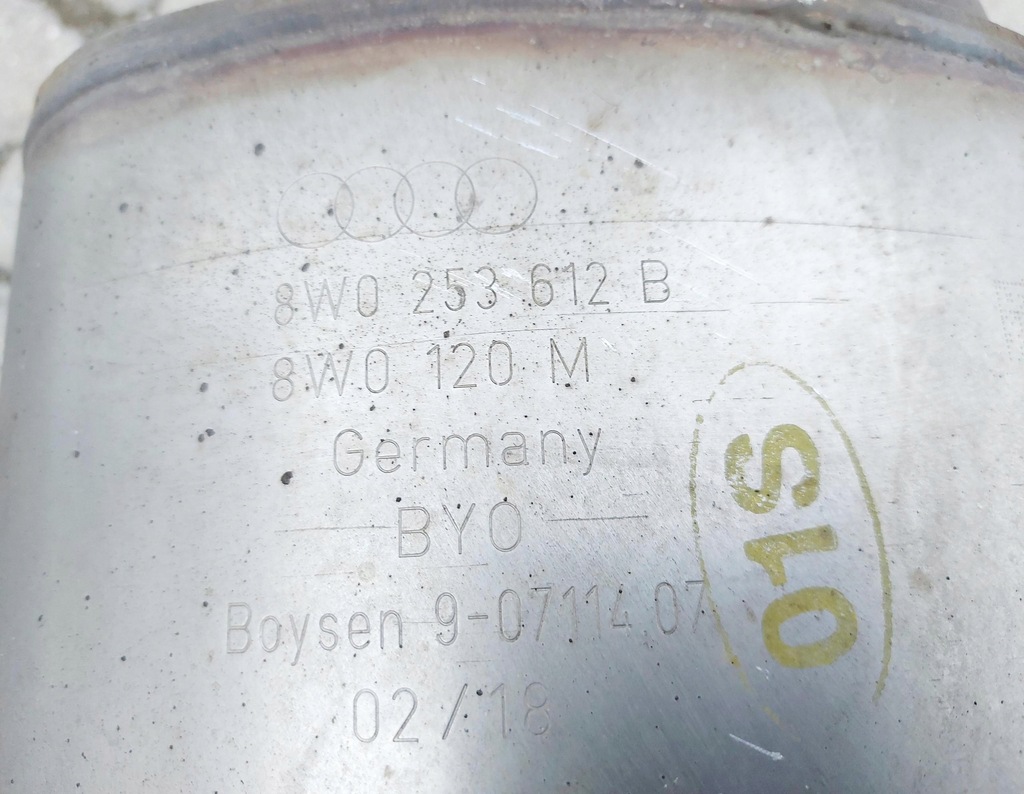 8W0 253 612 B
8W0 120 M
Germany
BYO
Boysen 9-07114 07
02/18
01S